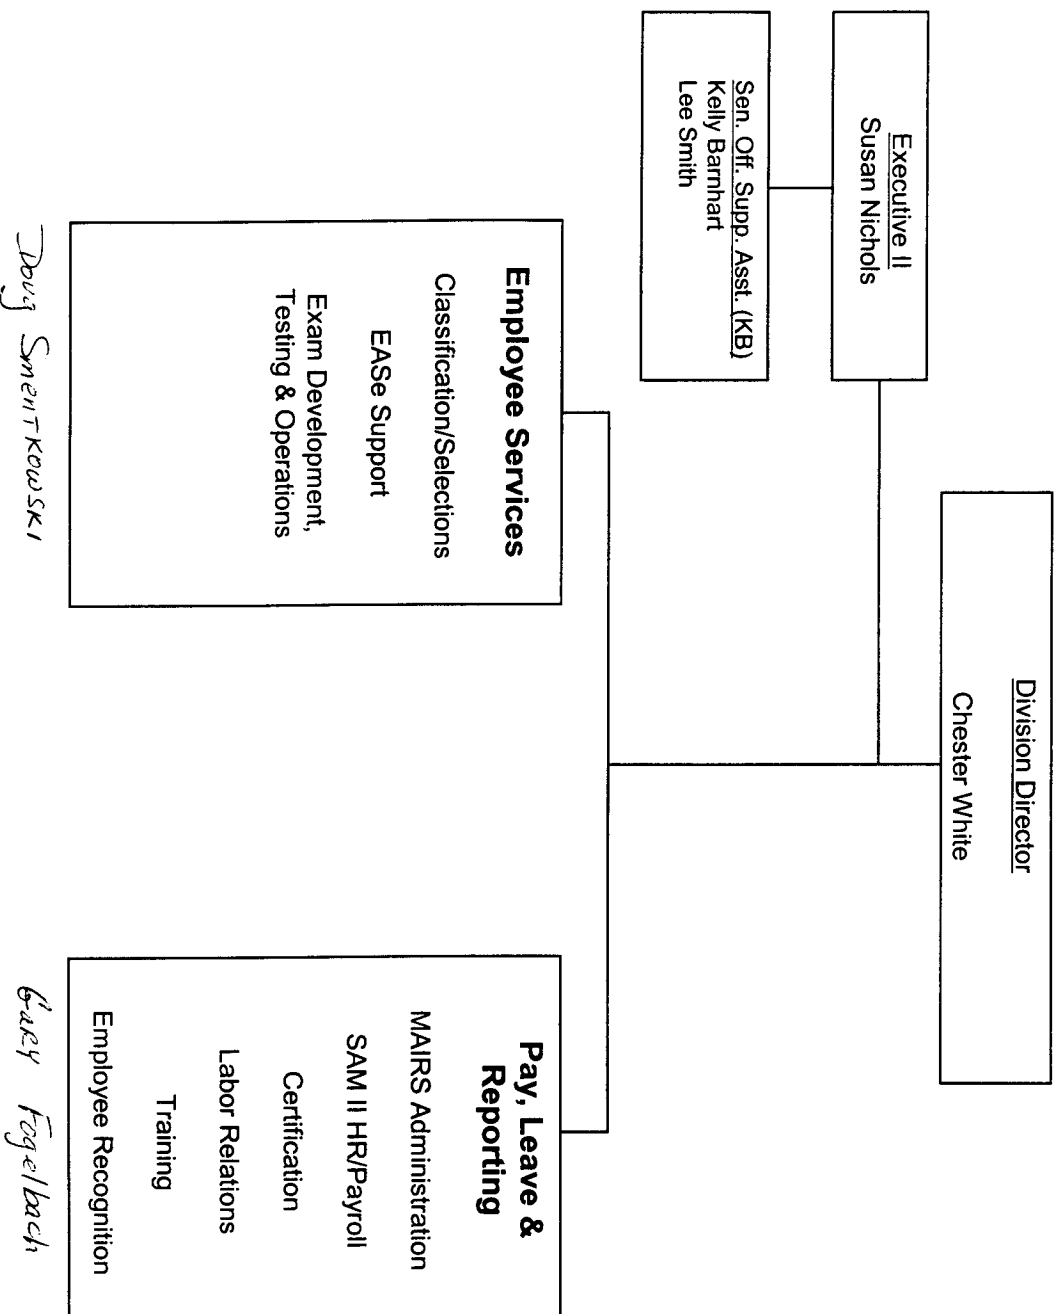 Division Director
Chester White
Executive II
Susan Nichols
Sen. Off. Supp. Asst. (KB)
Kelly Barnhart
Lee Smith
Employee Services
Classification/Selections
EASe Support
Exam Development,
Testing & Operations
Doug Smentkowski
Pay, Leave &
Reporting
MAIRS Administration
SAM II HR/Payroll
Certification
Labor Relations
Training
Employee Recognition
Gary Fogelbach